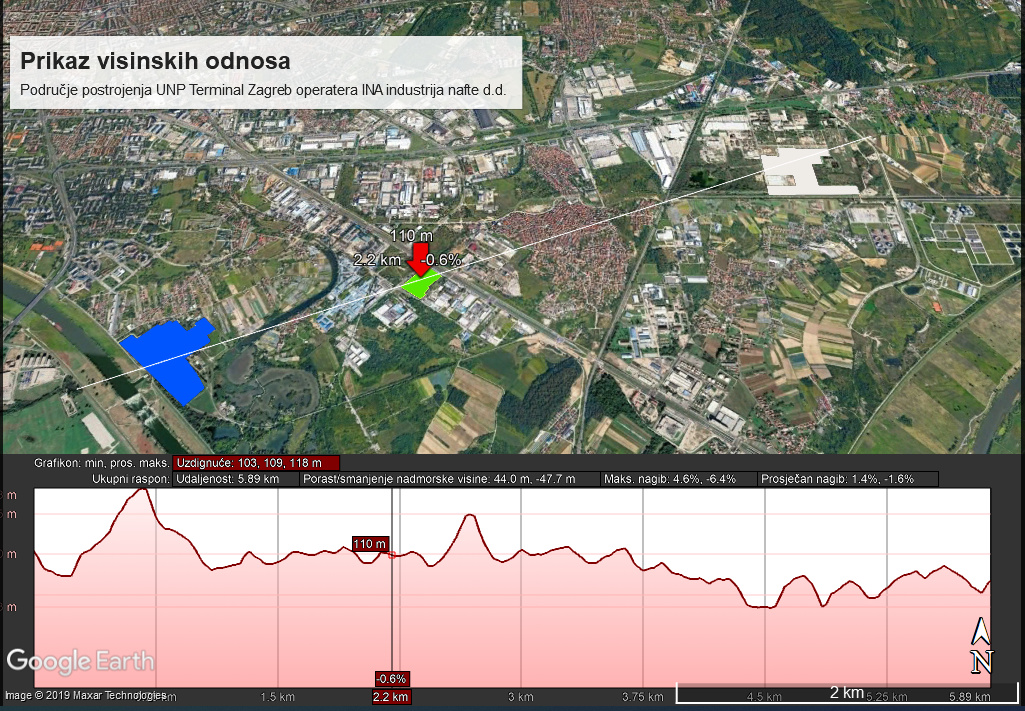 Prikaz visinskih odnosa
Područje postrojenja UNP Terminal Zagreb operatera INA industrija nafte d.d.
110 m
2.2 km
-0.6%
Grafikon: min, pros. maks. Uzdignuće: 103, 109, 118 m
Ukupni raspon: Udaljenost: 5.89 km Porast/smanjenje nadmorske visine: 44.0 m, -47.7 m Maks. nagib: 4.6%, -6.4% Prosječan nagib: 1.4%, -1.6%
m
m
110 m
m
m
N
Google Earth
-0.6%
Image © 2019 Maxar Technologies
1.5 km 2.2 km 3 km 3.75 km 4.5 km 2 km 5.25 km 5.89 km